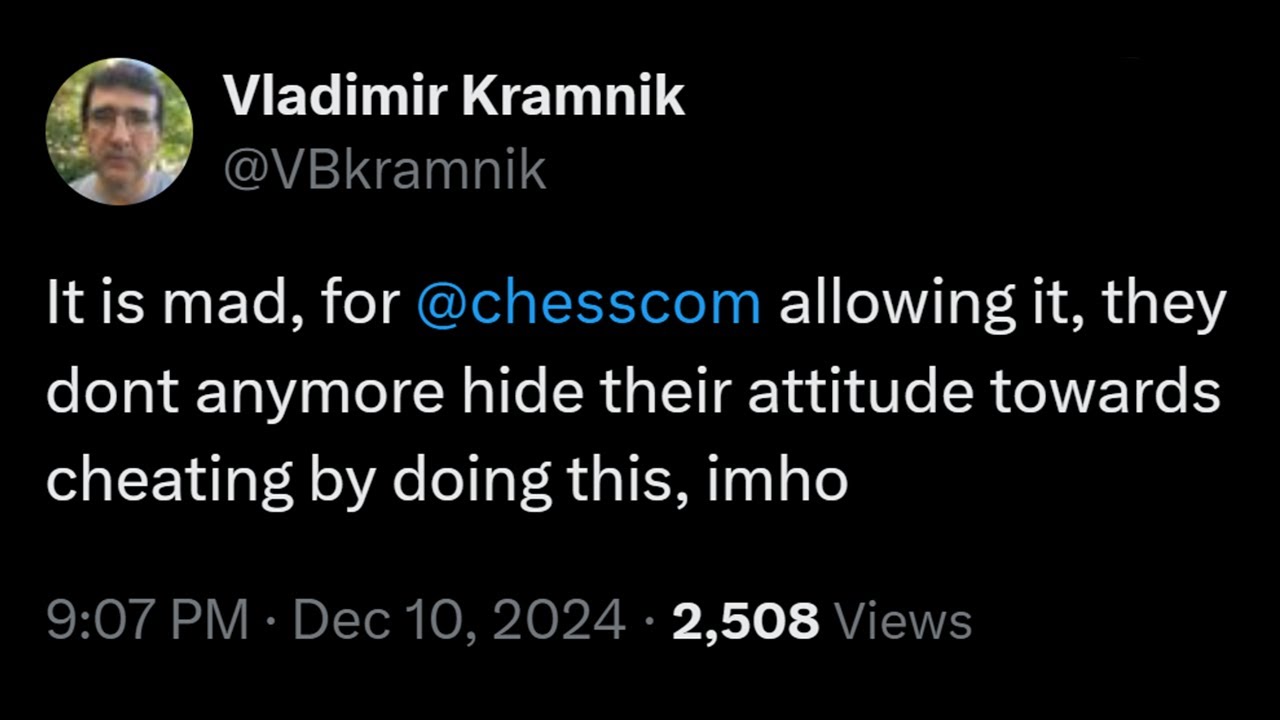 Vladimir Kramnik
@VBkramnik
It is mad, for @chesscom allowing it, they
dont anymore hide their attitude towards
cheating by doing this, imho
9:07 PM · Dec 10, 2024 · 2,508 Views